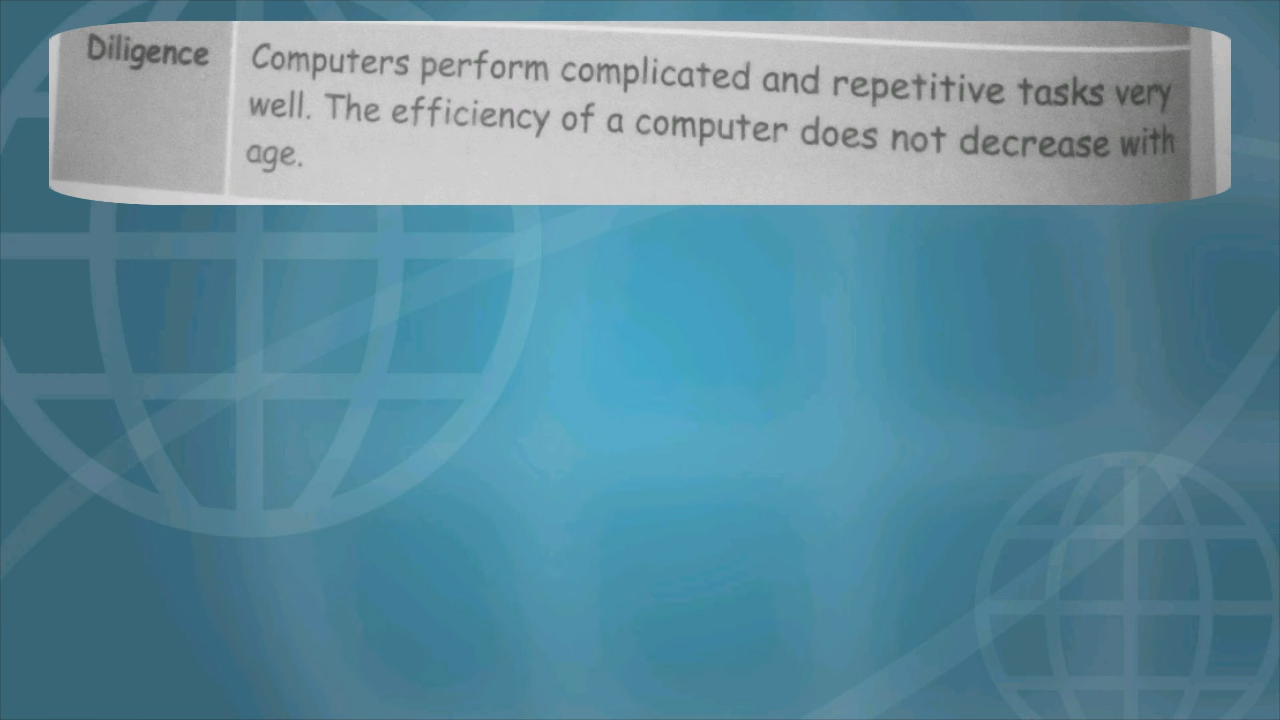 Diligence
Computers perform complicated and repetitive tasks very
well. The efficiency of a computer does not decrease with
age.